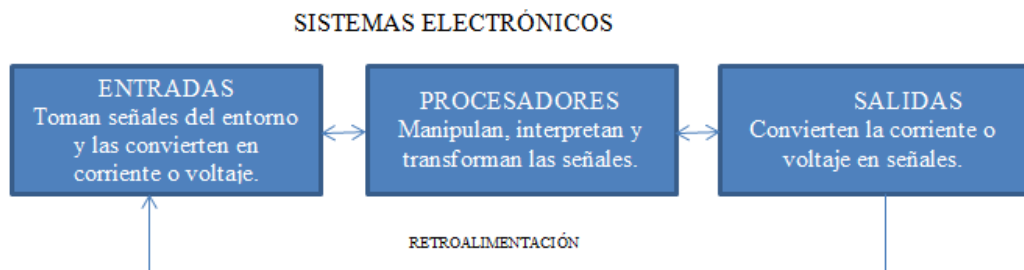 SISTEMAS ELECTRÓNICOS
ENTRADAS
Toman señales del entorno
y las convierten en
corriente o voltaje.
PROCESADORES
Manipulan, interpretan y
transforman las señales.
SALIDAS
Convierten la corriente o
voltaje en señales.
RETROALIMENTACIÓN